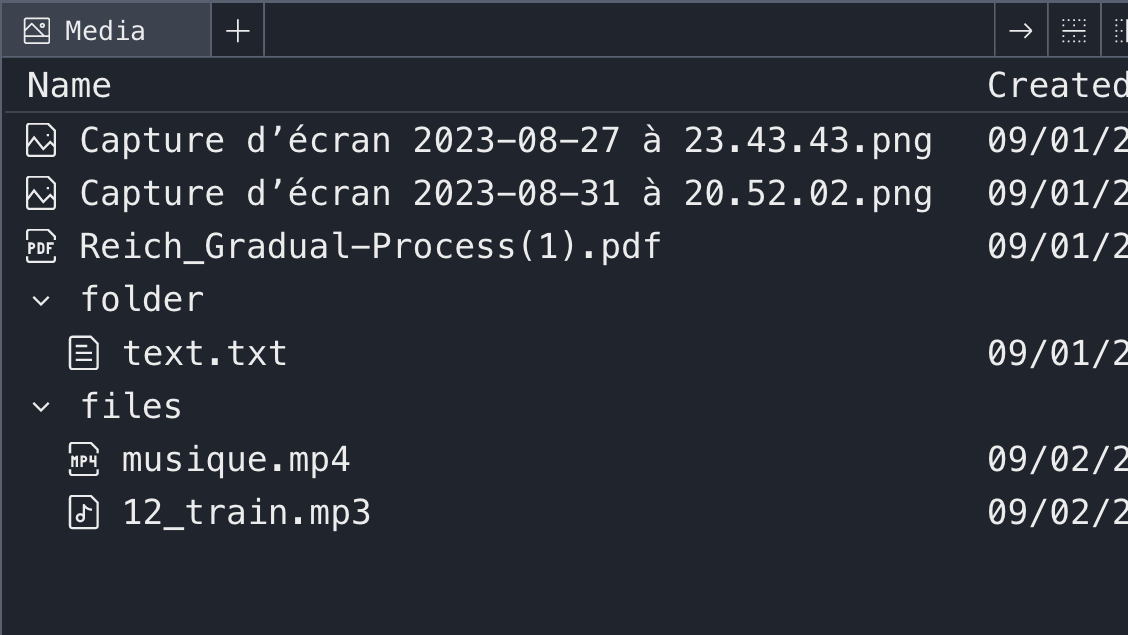 Media
Name Created
Capture d’écran 2023-08-27 à 23.43.43.png 09/01/2
Capture d’écran 2023-08-31 à 20.52.02.png 09/01/2
PDF Reich_Gradual-Process(1).pdf 09/01/2
folder
text.txt 09/01/2
files
MP4 musique.mp4 09/02/2
12_train.mp3 09/02/2